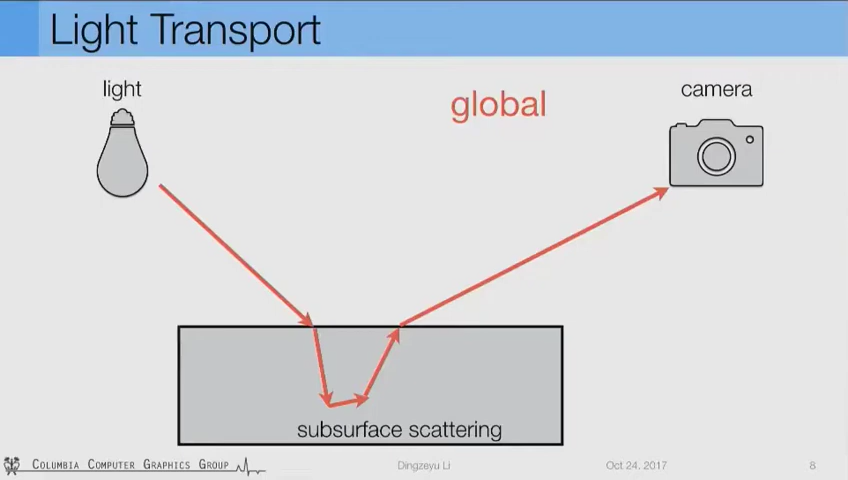 Light Transport
light
global
camera
subsurface scattering
COLUMBIA COMPUTER GRAPHICS GROUP
Dingzeyu Li
Oct 24, 2017
8